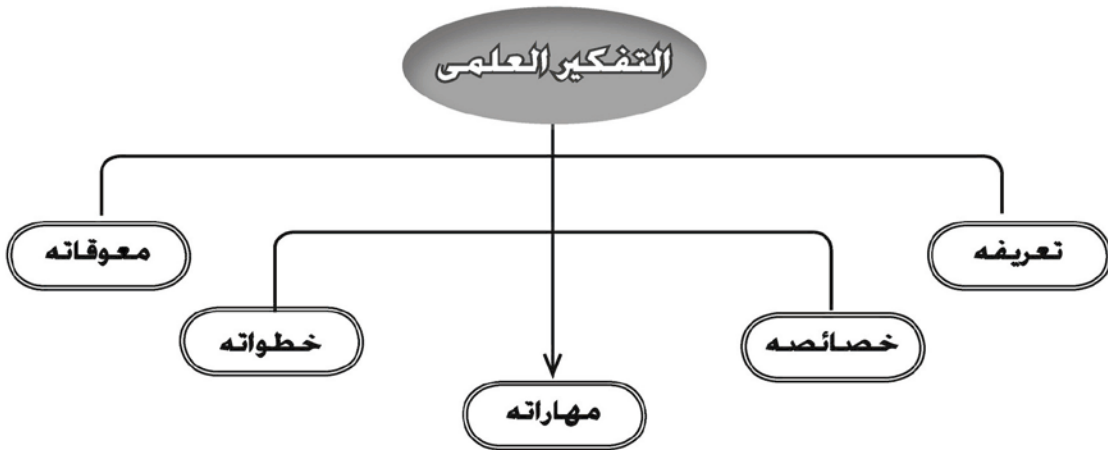 التفكير العلمى
تعريفه
معوقاته
خصائصه
خطواته
مهاراته